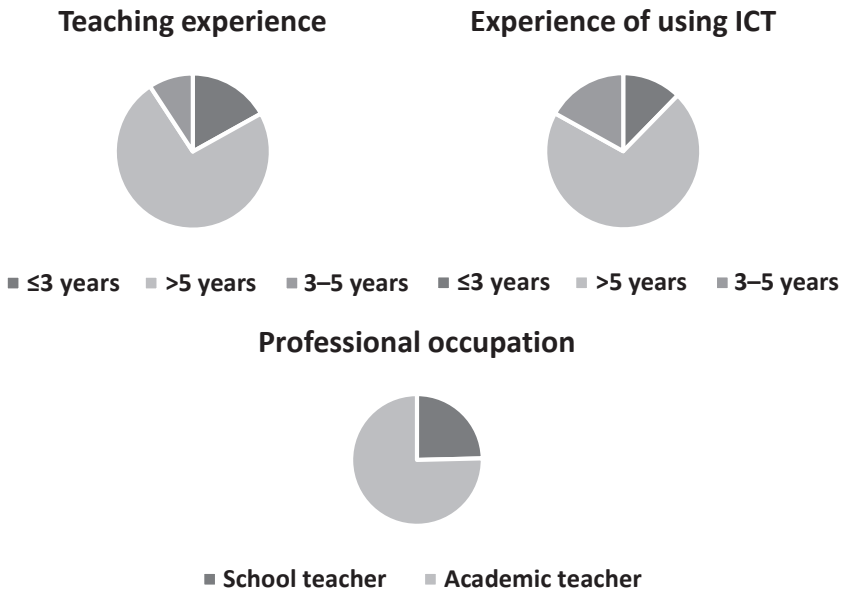 Teaching experience
Experience of using ICT
≤3 years >5 years 3–5 years
≤3 years >5 years 3–5 years
Professional occupation
School teacher Academic teacher